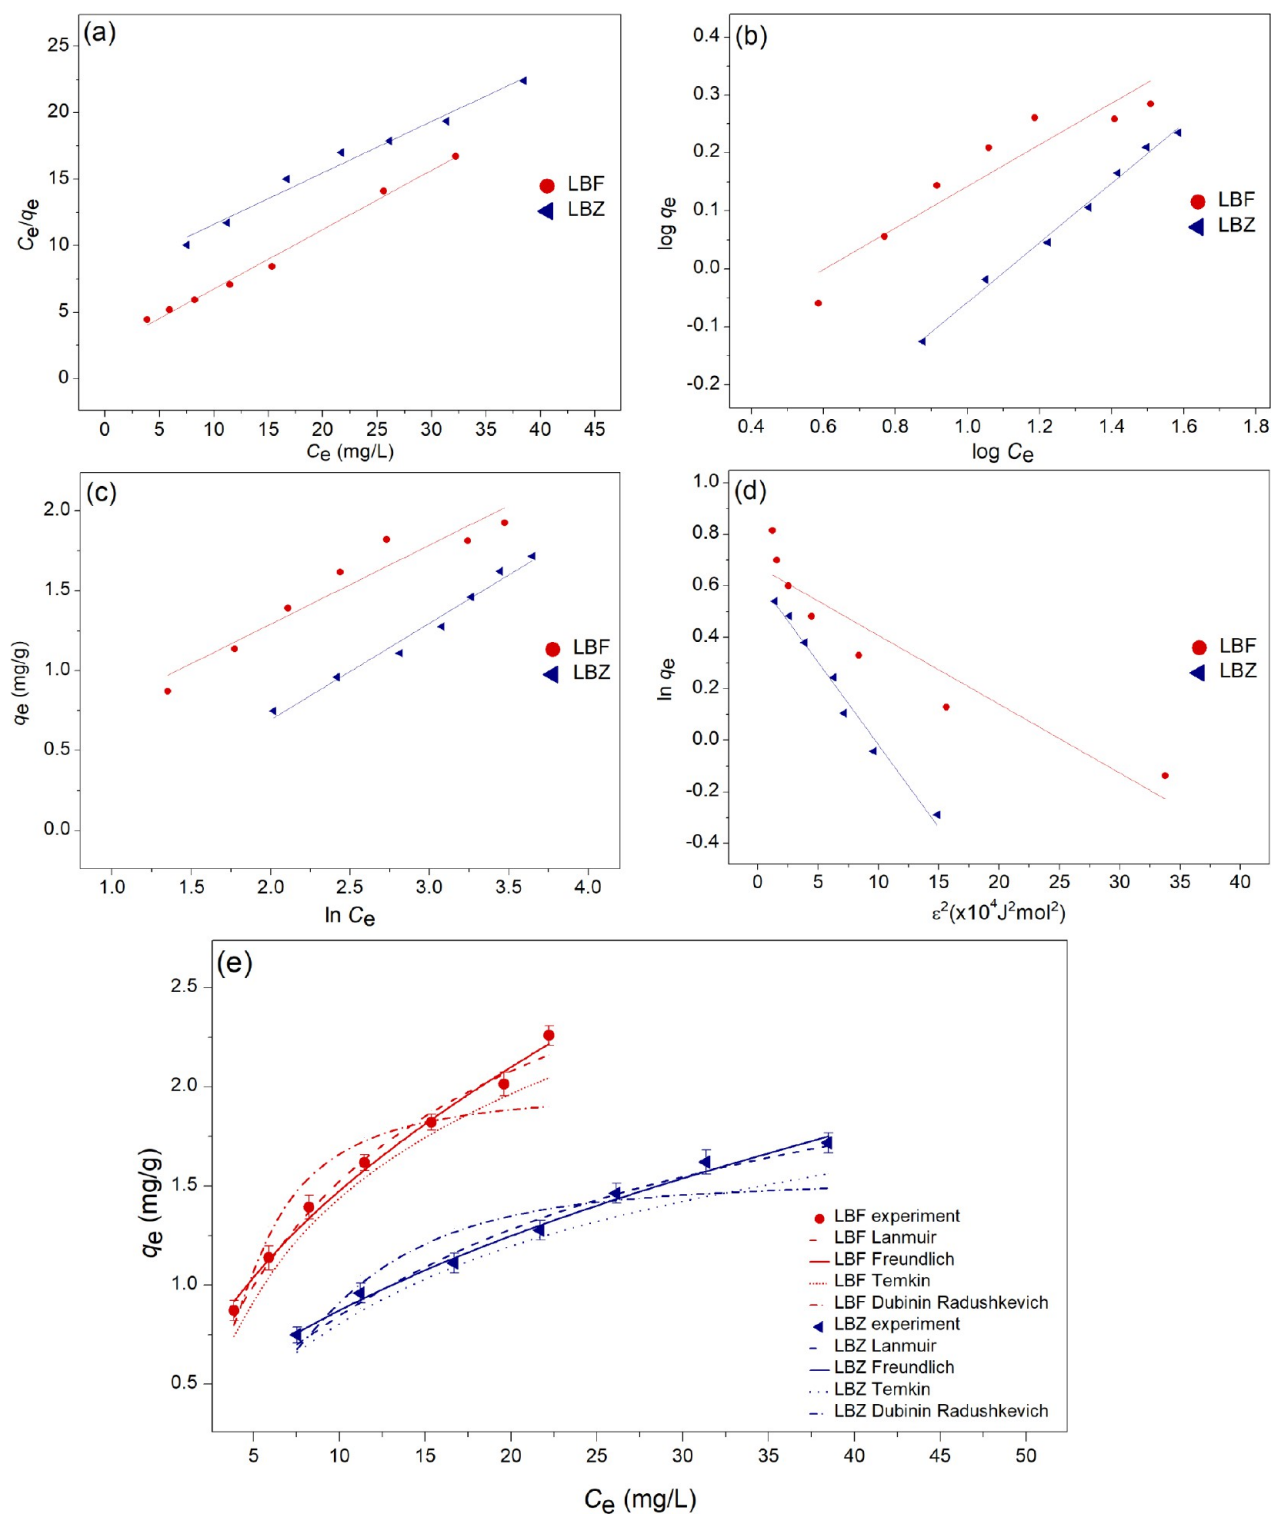 (a)
25
20
15
10
5
0
Ce/qe
LBF
LBZ
0 5 10 15 20 25 30 35 40 45
Ce (mg/L)
(b)
0.4
0.3
0.2
0.1
0.0
-0.1
-0.2
log qe
LBF
LBZ
0.4 0.6 0.8 1.0 1.2 1.4 1.6 1.8
log Ce
(c)
2.0
1.5
1.0
0.5
0.0
qe (mg/g)
LBF
LBZ
1.0 1.5 2.0 2.5 3.0 3.5 4.0
ln Ce
(d)
1.0
0.8
0.6
0.4
0.2
0.0
-0.2
-0.4
ln qe
LBF
LBZ
0 5 10 15 20 25 30 35 40
ε²(x10⁴J²mol²)
(e)
2.5
2.0
1.5
1.0
0.5
qe (mg/g)
LBF experiment
LBF Lanmuir
LBF Freundlich
LBF Temkin
LBF Dubinin Radushkevich
LBZ experiment
LBZ Lanmuir
LBZ Freundlich
LBZ Temkin
LBZ Dubinin Radushkevich
5 10 15 20 25 30 35 40 45 50
Ce (mg/L)